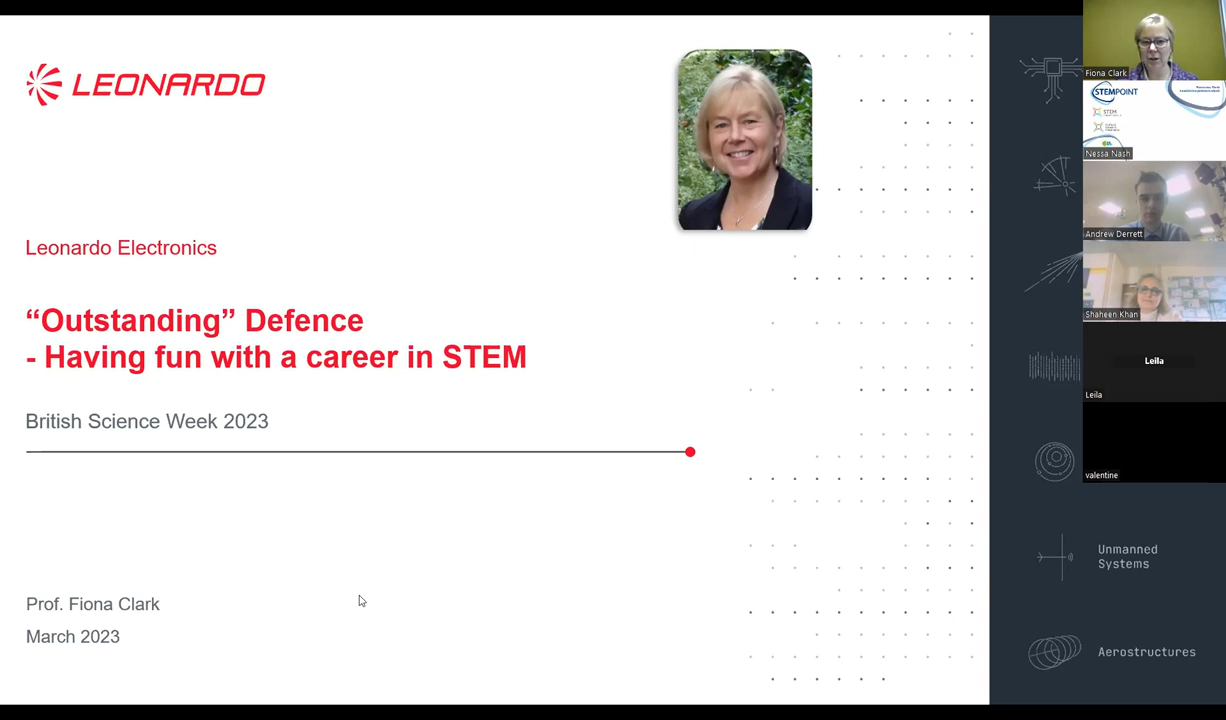 LEONARDO
Leonardo Electronics
“Outstanding” Defence
- Having fun with a career in STEM
British Science Week 2023
Prof. Fiona Clark
March 2023
Unmanned
Systems
Aerostructures
Fiona Clark
STEMPOINT
STEM
Nessa Nash
Andrew Derrett
Shaheen Khan
Leila
Leila
valentine